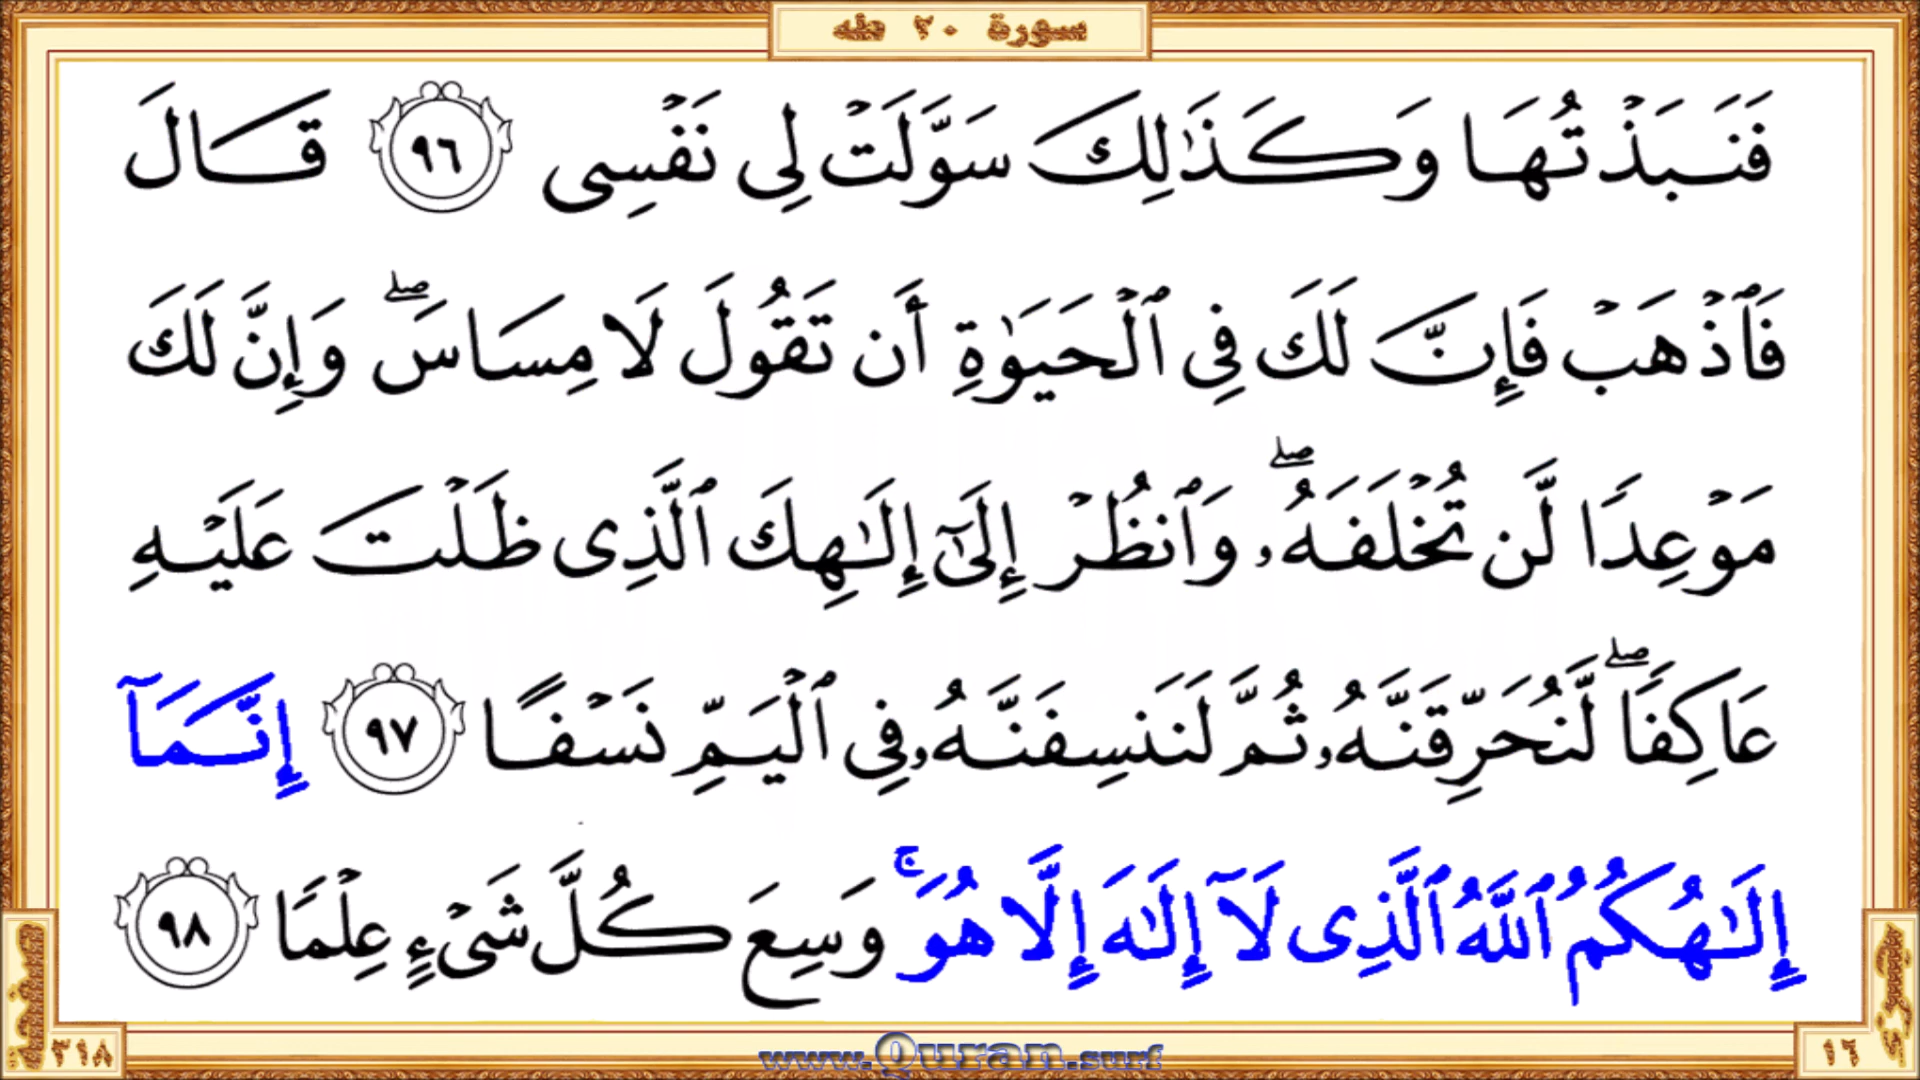 سورة ٢٠ طه
فَنَبَذۡتُهَا وَكَذَٰلِكَ سَوَّلَتۡ لِى نَفۡسِى ٩٦ قَالَ
فَٱذۡهَبۡ فَإِنَّ لَكَ فِى ٱلۡحَيَوٰةِ أَن تَقُولَ لَا مِسَاسَۖ وَإِنَّ لَكَ
مَوۡعِدًا لَّن تُخۡلَفَهُۥۖ وَٱنظُرۡ إِلَىٰٓ إِلَٰهِكَ ٱلَّذِى ظَلۡتَ عَلَيۡهِ
عَاكِفًاۖ لَّنُحَرِّقَنَّهُۥ ثُمَّ لَنَنسِفَنَّهُۥ فِى ٱلۡيَمِّ نَسۡفًا ٩٧ إِنَّمَآ
إِلَٰهُكُمُ ٱللَّهُ ٱلَّذِى لَآ إِلَٰهَ إِلَّا هُوَۚ وَسِعَ كُلَّ شَىۡءٍ عِلۡمًا ٩٨
صفحة ٣١٨
www.Quran.surf
١٦